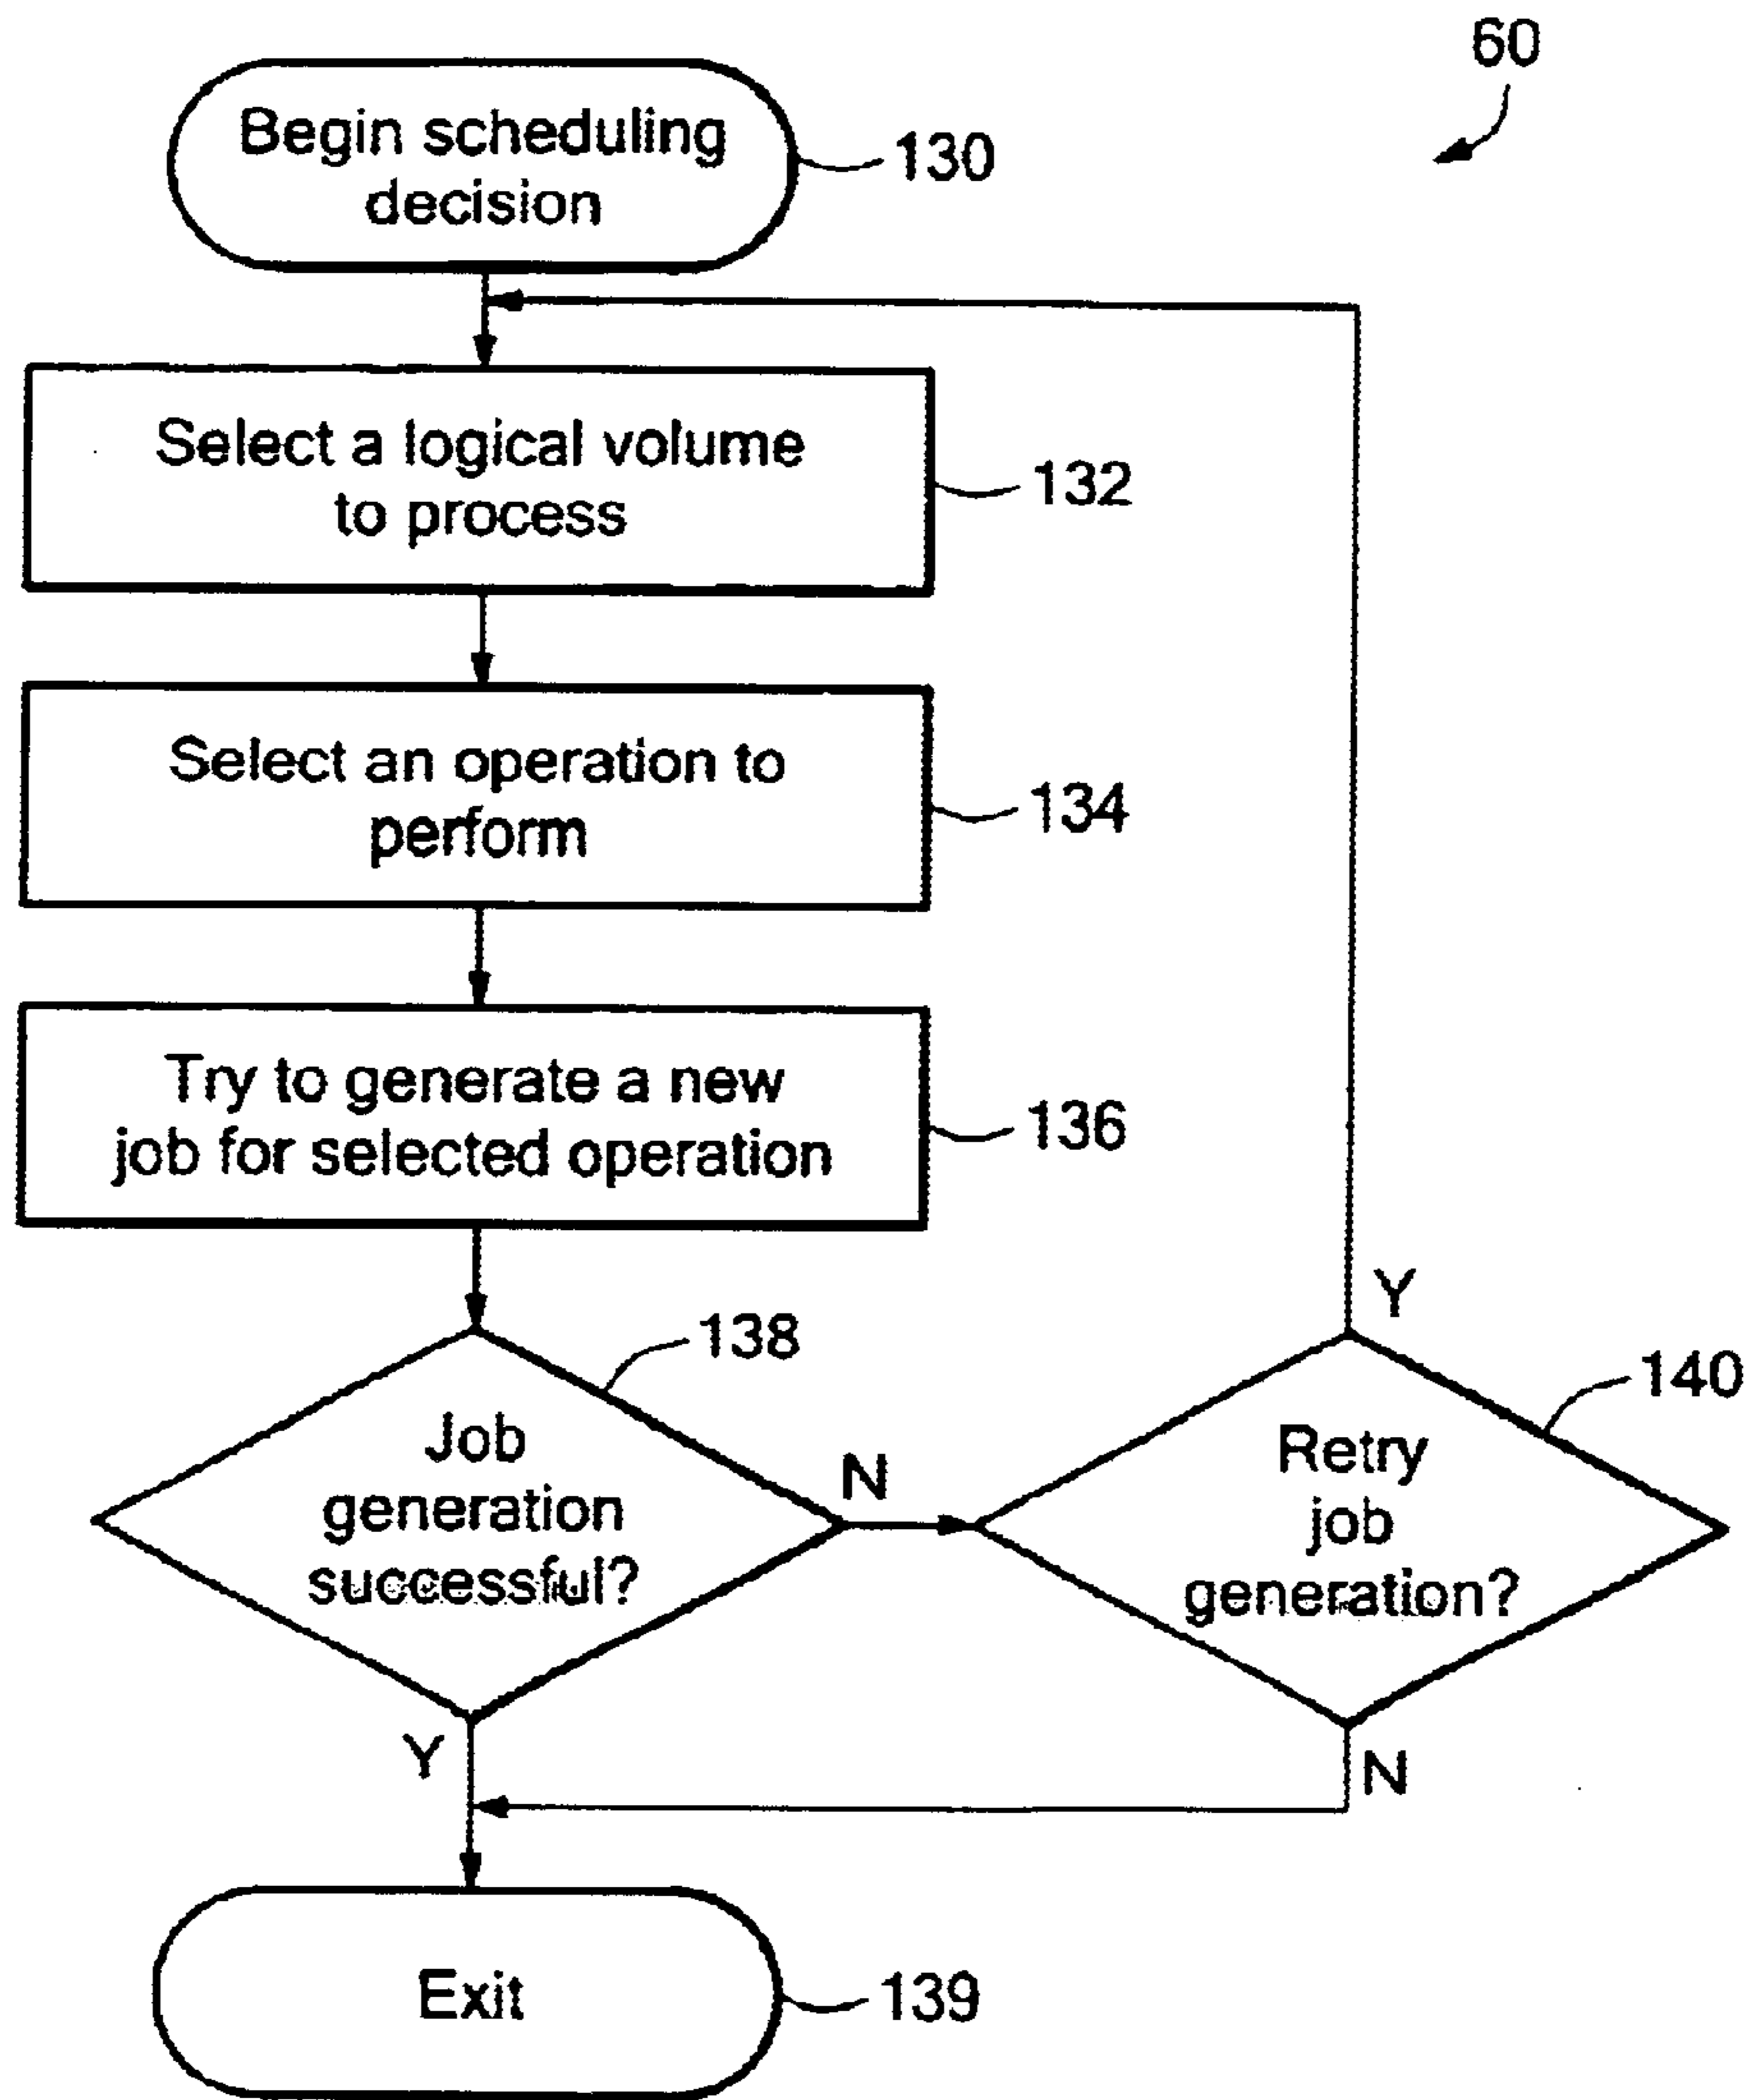 60
Begin scheduling
decision
130
Select a logical volume
to process
132
Select an operation to
perform
134
Try to generate a new
job for selected operation
136
138
Job
generation
successful?
N
Y
140
Retry
job
generation?
Y
N
Exit
139